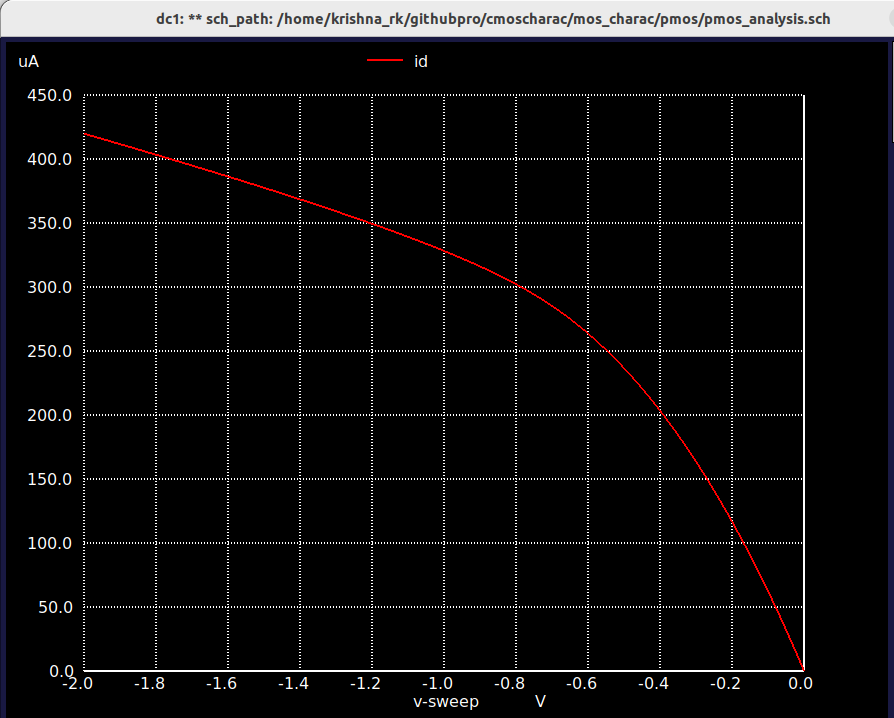 dc1: ** sch_path: /home/krishna_rk/githubpro/cmoscharac/mos_charac/pmos/pmos_analysis.sch
uA id
450.0
400.0
350.0
300.0
250.0
200.0
150.0
100.0
50.0
0.0
-2.0 -1.8 -1.6 -1.4 -1.2 -1.0 -0.8 -0.6 -0.4 -0.2 0.0
v-sweep V